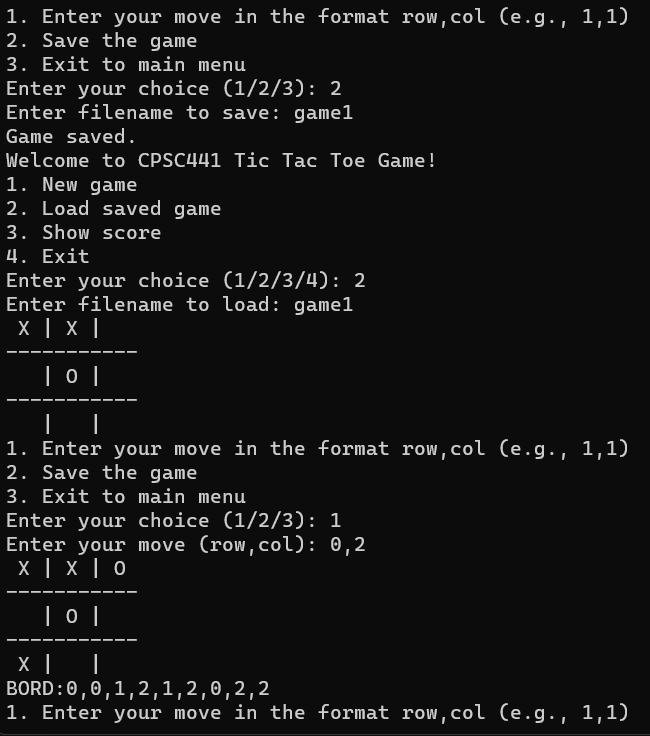 1. Enter your move in the format row,col (e.g., 1,1)
2. Save the game
3. Exit to main menu
Enter your choice (1/2/3): 2
Enter filename to save: game1
Game saved.
Welcome to CPSC441 Tic Tac Toe Game!
1. New game
2. Load saved game
3. Show score
4. Exit
Enter your choice (1/2/3/4): 2
Enter filename to load: game1
 X | X |
-----------
   | O |
-----------
   |   |
1. Enter your move in the format row,col (e.g., 1,1)
2. Save the game
3. Exit to main menu
Enter your choice (1/2/3): 1
Enter your move (row,col): 0,2
 X | X | O
-----------
   | O |
-----------
 X |   |
BORD:0,0,1,2,1,2,0,2,2
1. Enter your move in the format row,col (e.g., 1,1)